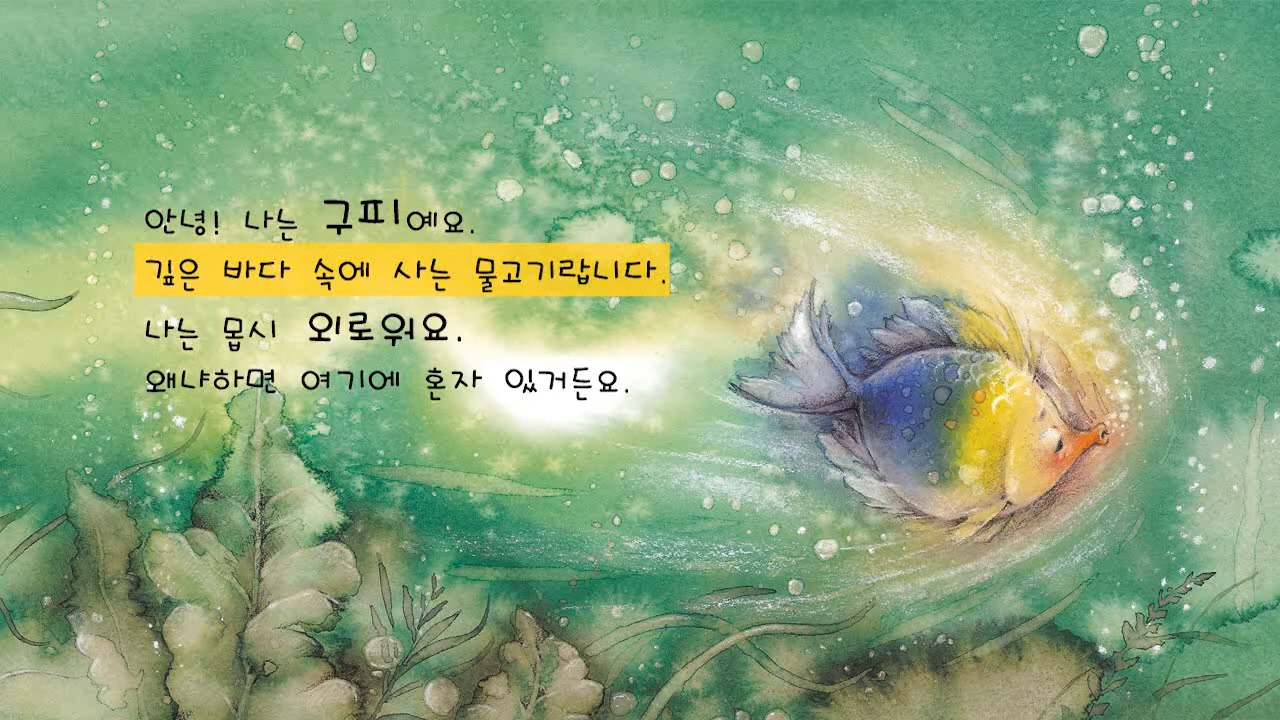 안녕! 나는 구피예요.
깊은 바다 속에 사는 물고기랍니다.
나는 몹시 외로워요.
왜냐하면 여기에 혼자 있거든요.